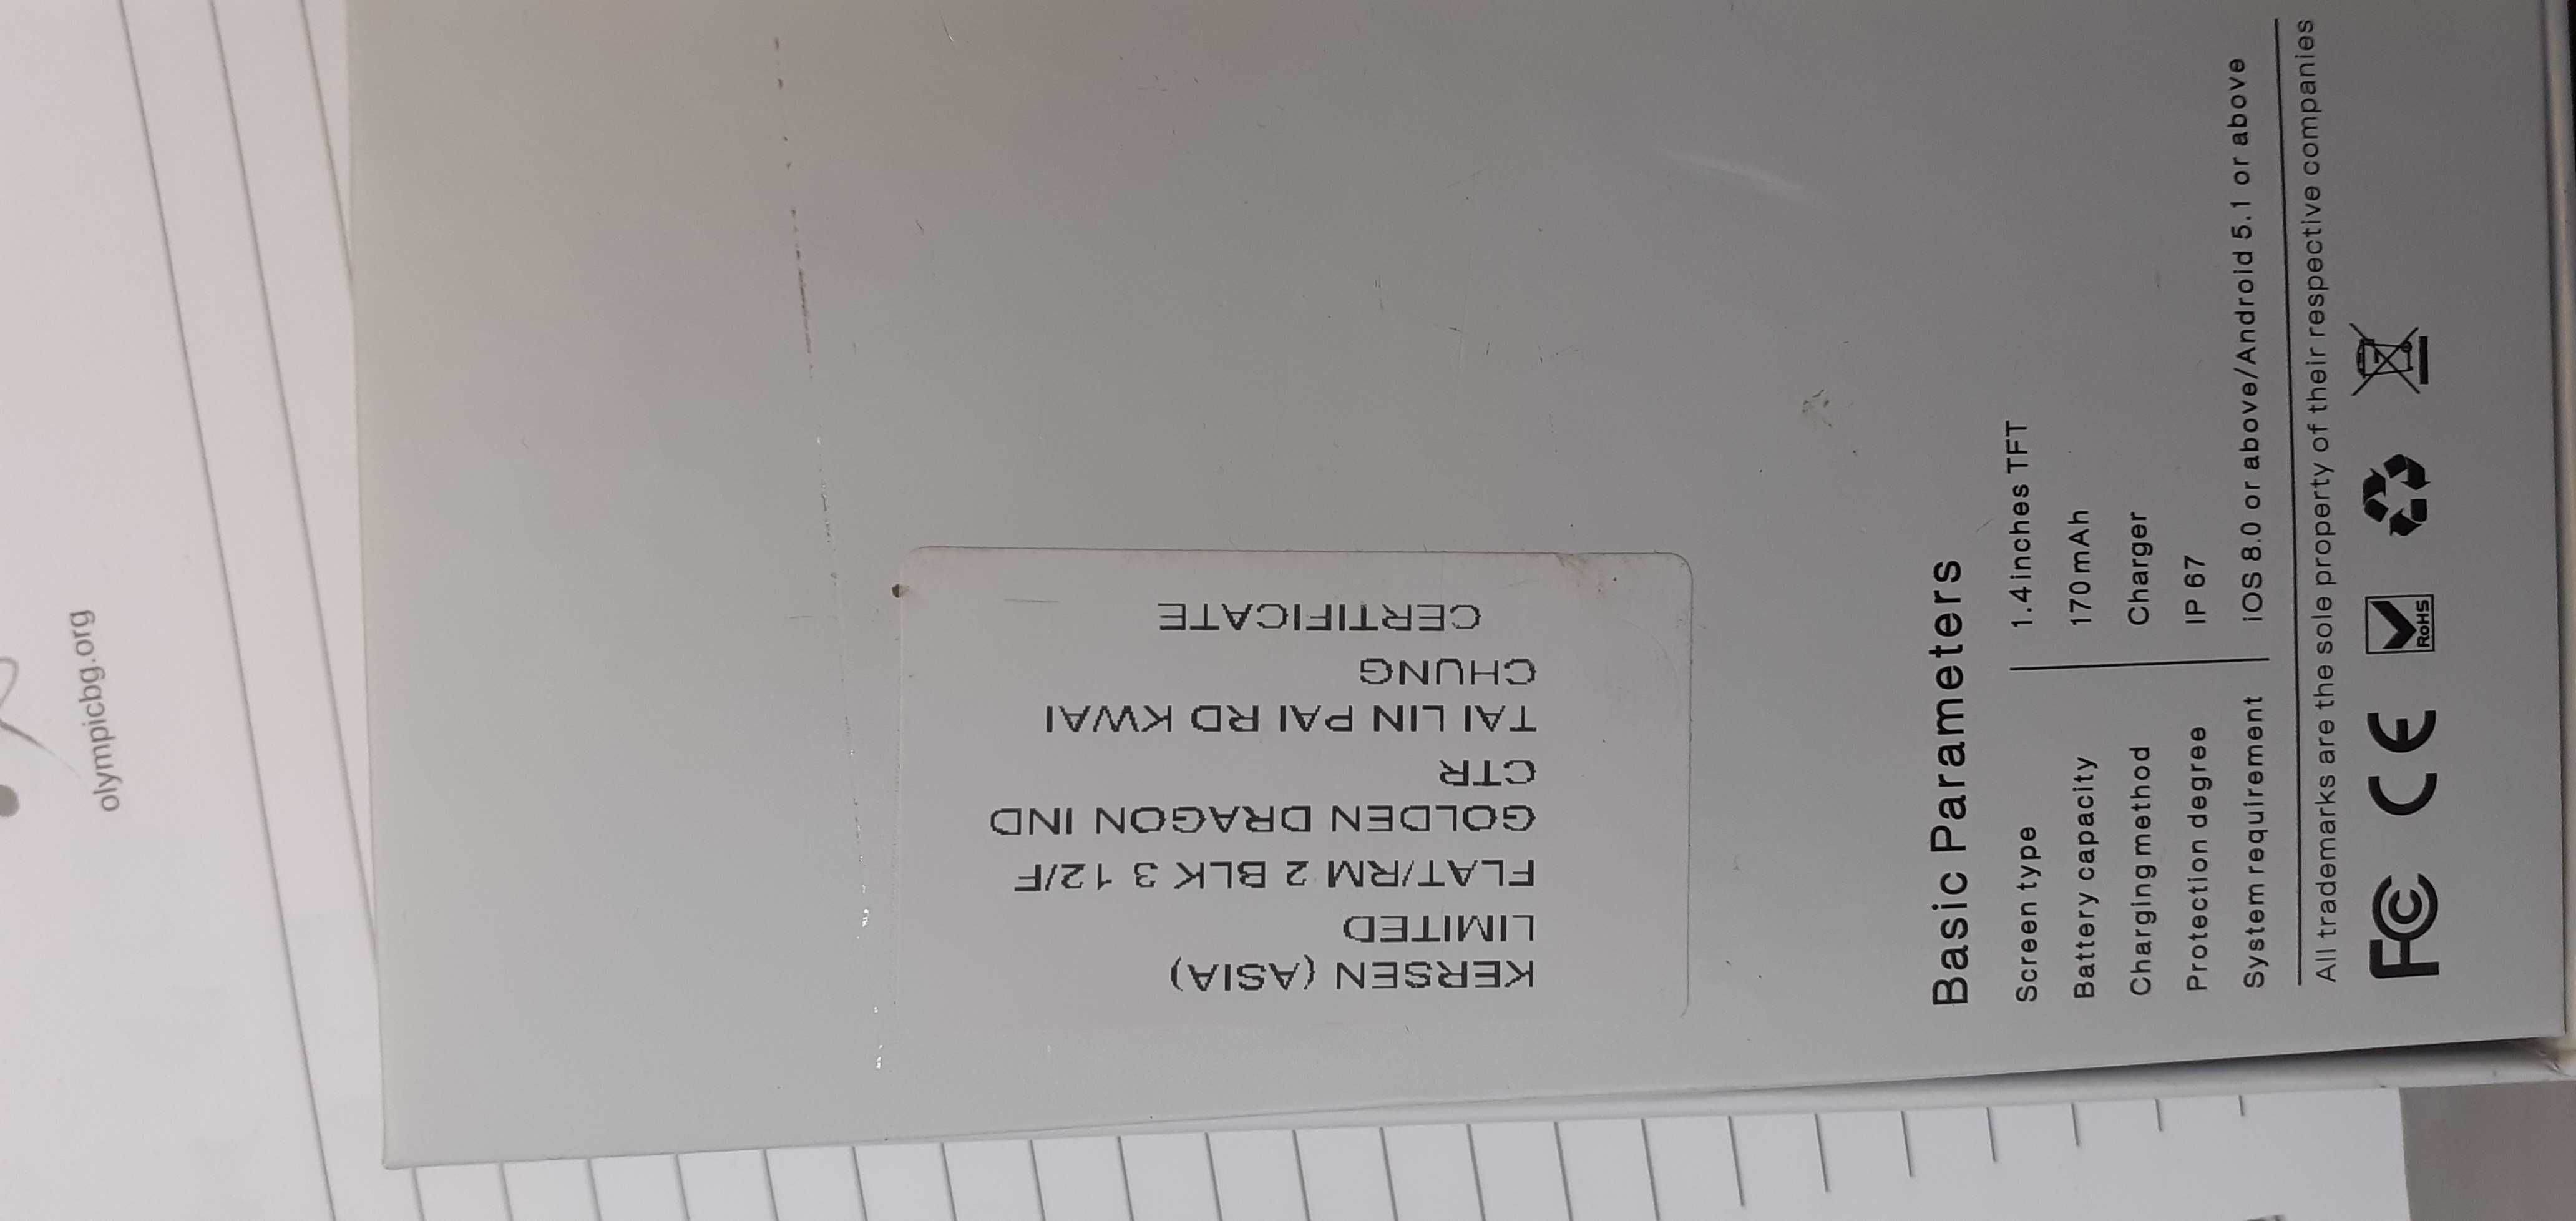 olympicbg.org
KERSEN (ASIA)
LIMITED
FLAT/RM 2 BLK 3 12/F
GOLDEN DRAGON IND
CTR
TAI LIN PAI RD KWAI
CHUNG
CERTIFICATE
Basic Parameters
Screen type 1.4 inches TFT
Battery capacity 170mAh
Charging method Charger
Protection degree IP 67
System requirement iOS 8.0 or above/Android 5.1 or above
All trademarks are the sole property of their respective companies
FC CE RoHS